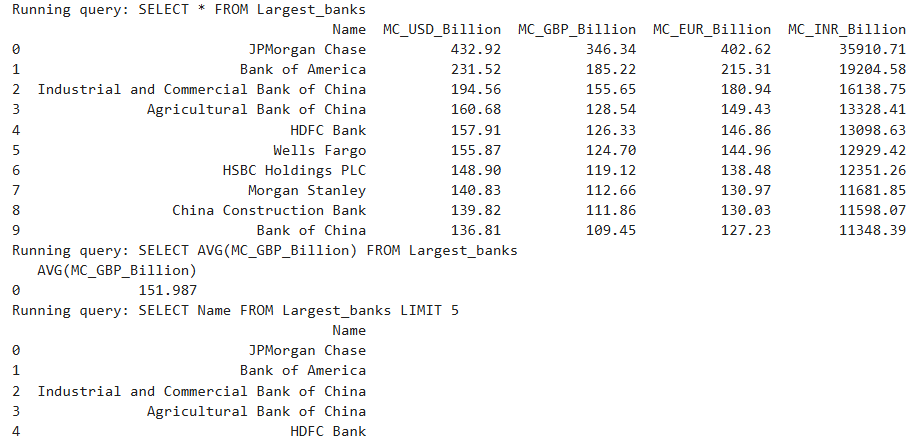 Running query: SELECT * FROM Largest_banks
Name MC_USD_Billion MC_GBP_Billion MC_EUR_Billion MC_INR_Billion
0 JPMorgan Chase 432.92 346.34 402.62 35910.71
1 Bank of America 231.52 185.22 215.31 19204.58
2 Industrial and Commercial Bank of China 194.56 155.65 180.94 16138.75
3 Agricultural Bank of China 160.68 128.54 149.43 13328.41
4 HDFC Bank 157.91 126.33 146.86 13098.63
5 Wells Fargo 155.87 124.70 144.96 12929.42
6 HSBC Holdings PLC 148.90 119.12 138.48 12351.26
7 Morgan Stanley 140.83 112.66 130.97 11681.85
8 China Construction Bank 139.82 111.86 130.03 11598.07
9 Bank of China 136.81 109.45 127.23 11348.39
Running query: SELECT AVG(MC_GBP_Billion) FROM Largest_banks
AVG(MC_GBP_Billion)
0 151.987
Running query: SELECT Name FROM Largest_banks LIMIT 5
Name
0 JPMorgan Chase
1 Bank of America
2 Industrial and Commercial Bank of China
3 Agricultural Bank of China
4 HDFC Bank